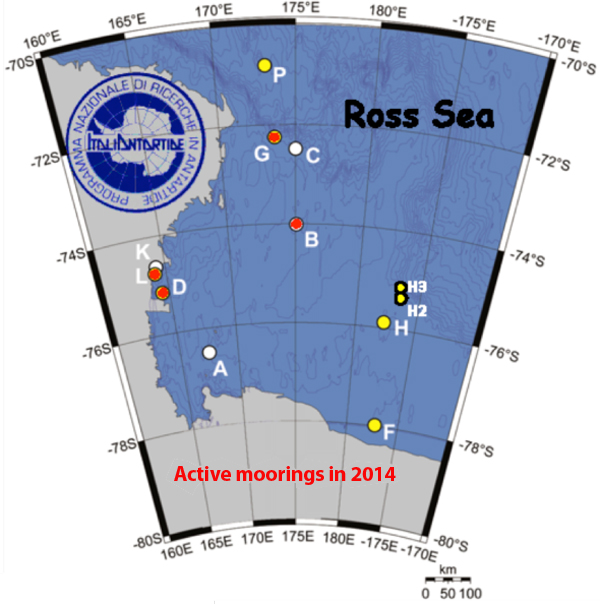 160°E 165°E 170°E 175°E 180°E -175°E -170°E
-70°S -70°S
P
PROGRAMMA NAZIONALE DI RICERCHE IN ANTARTIDE
ITALIANTARTIDE
Ross Sea
G C
-72°S -72°S
B
-74°S -74°S
K
L D
H3
H2
H
-76°S -76°S
A
F
-78°S -78°S
Active moorings in 2014
-80°S -80°S
160E 165E 170E 175E 180E -175E -170E
km
0 50 100